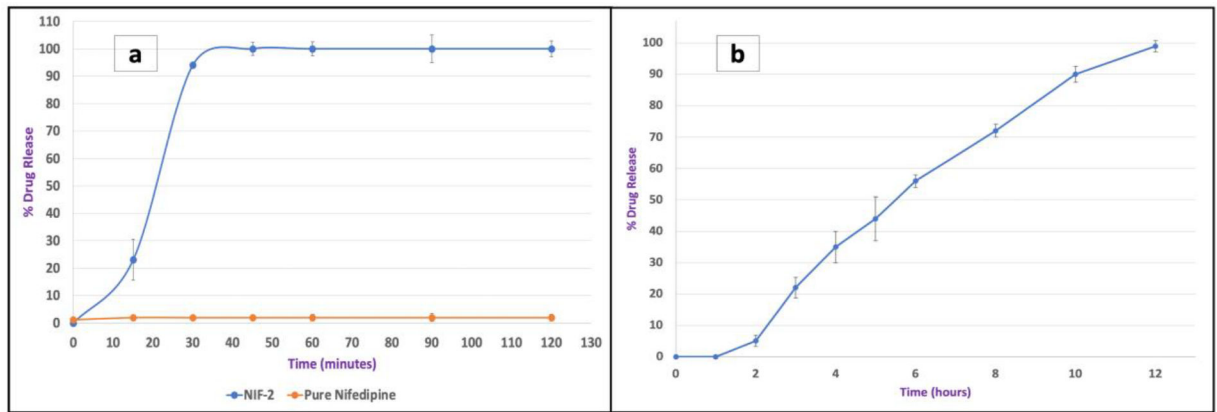 a
110
100
90
80
70
60
50
40
30
20
10
0
% Drug Rlease
0 10 20 30 40 50 60 70 80 90 100 110 120 130
Time (minutes)
NIF-2 Pure Nifedipine
b
100
90
80
70
60
50
40
30
20
10
0
% Drug Release
0 2 4 6 8 10 12
Time (hours)